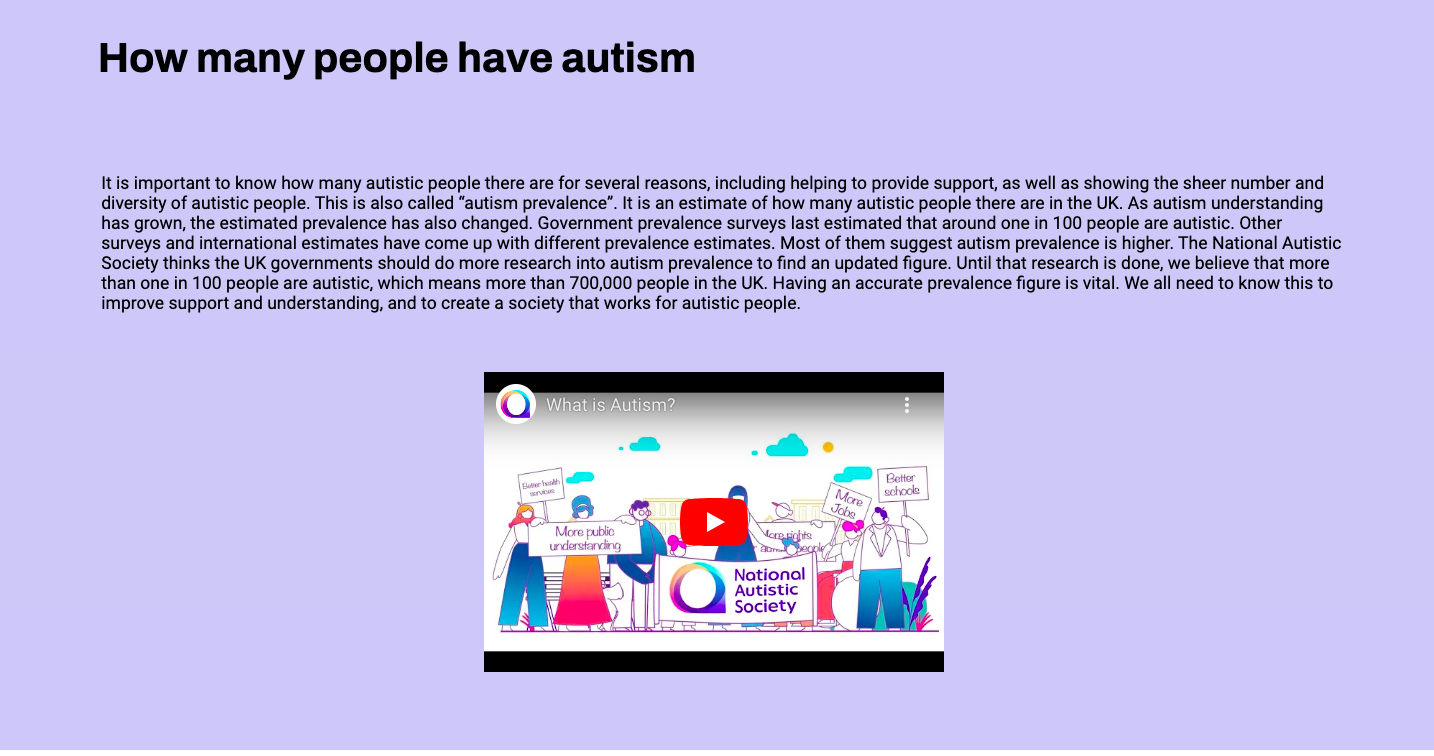 How many people have autism
It is important to know how many autistic people there are for several reasons, including helping to provide support, as well as showing the sheer number and
diversity of autistic people. This is also called “autism prevalence”. It is an estimate of how many autistic people there are in the UK. As autism understanding
has grown, the estimated prevalence has also changed. Government prevalence surveys last estimated that around one in 100 people are autistic. Other
surveys and international estimates have come up with different prevalence estimates. Most of them suggest autism prevalence is higher. The National Autistic
Society thinks the UK governments should do more research into autism prevalence to find an updated figure. Until that research is done, we believe that more
than one in 100 people are autistic, which means more than 700,000 people in the UK. Having an accurate prevalence figure is vital. We all need to know this to
improve support and understanding, and to create a society that works for autistic people.
What is Autism?
Better health
services
More public
understanding
rights
people
More
Jobs
Better
schools
National
Autistic
Society